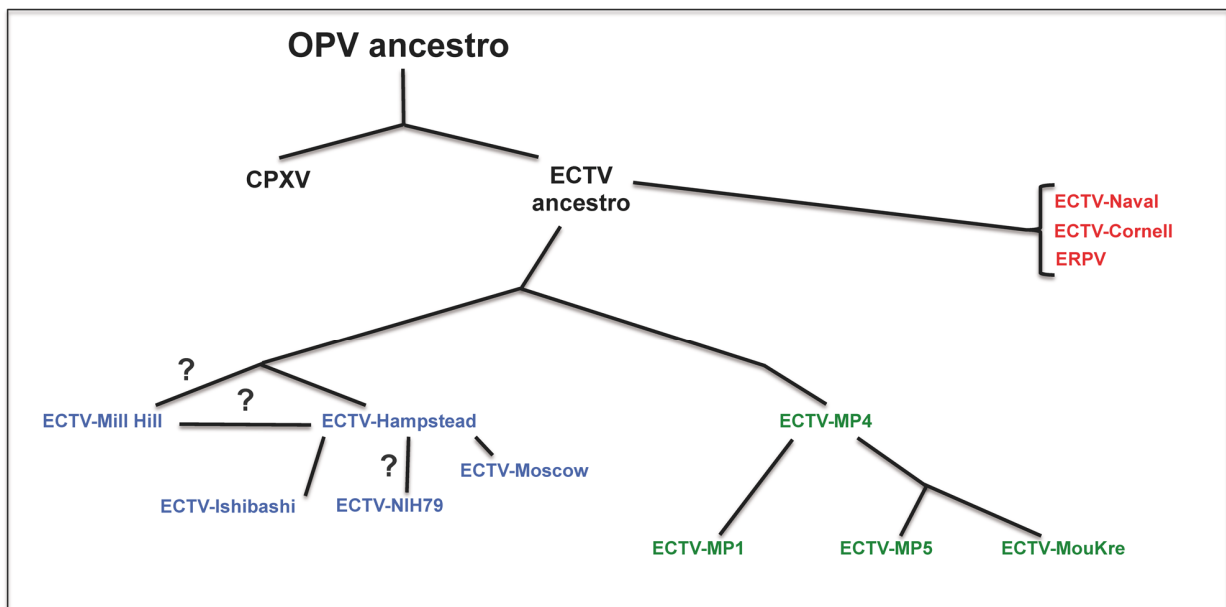 OPV ancestro
CPXV
ECTV
ancestro
ECTV-Naval
ECTV-Cornell
ERPV
?
?
ECTV-Mill Hill
ECTV-Hampstead
ECTV-MP4
?
ECTV-Moscow
ECTV-Ishibashi
ECTV-NIH79
ECTV-MP1
ECTV-MP5
ECTV-MouKre